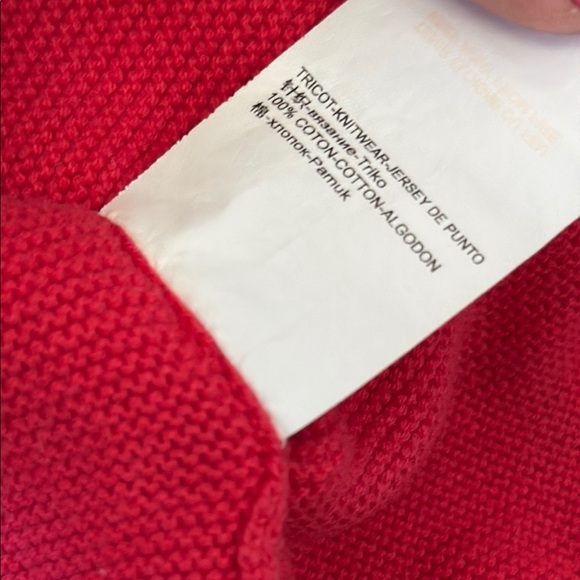 TRICOT-KNITWEAR-JERSEY DE PUNTO
针织-вязание-Triko
100% COTON-COTTON-ALGODON
棉-хлопок-Pamuk